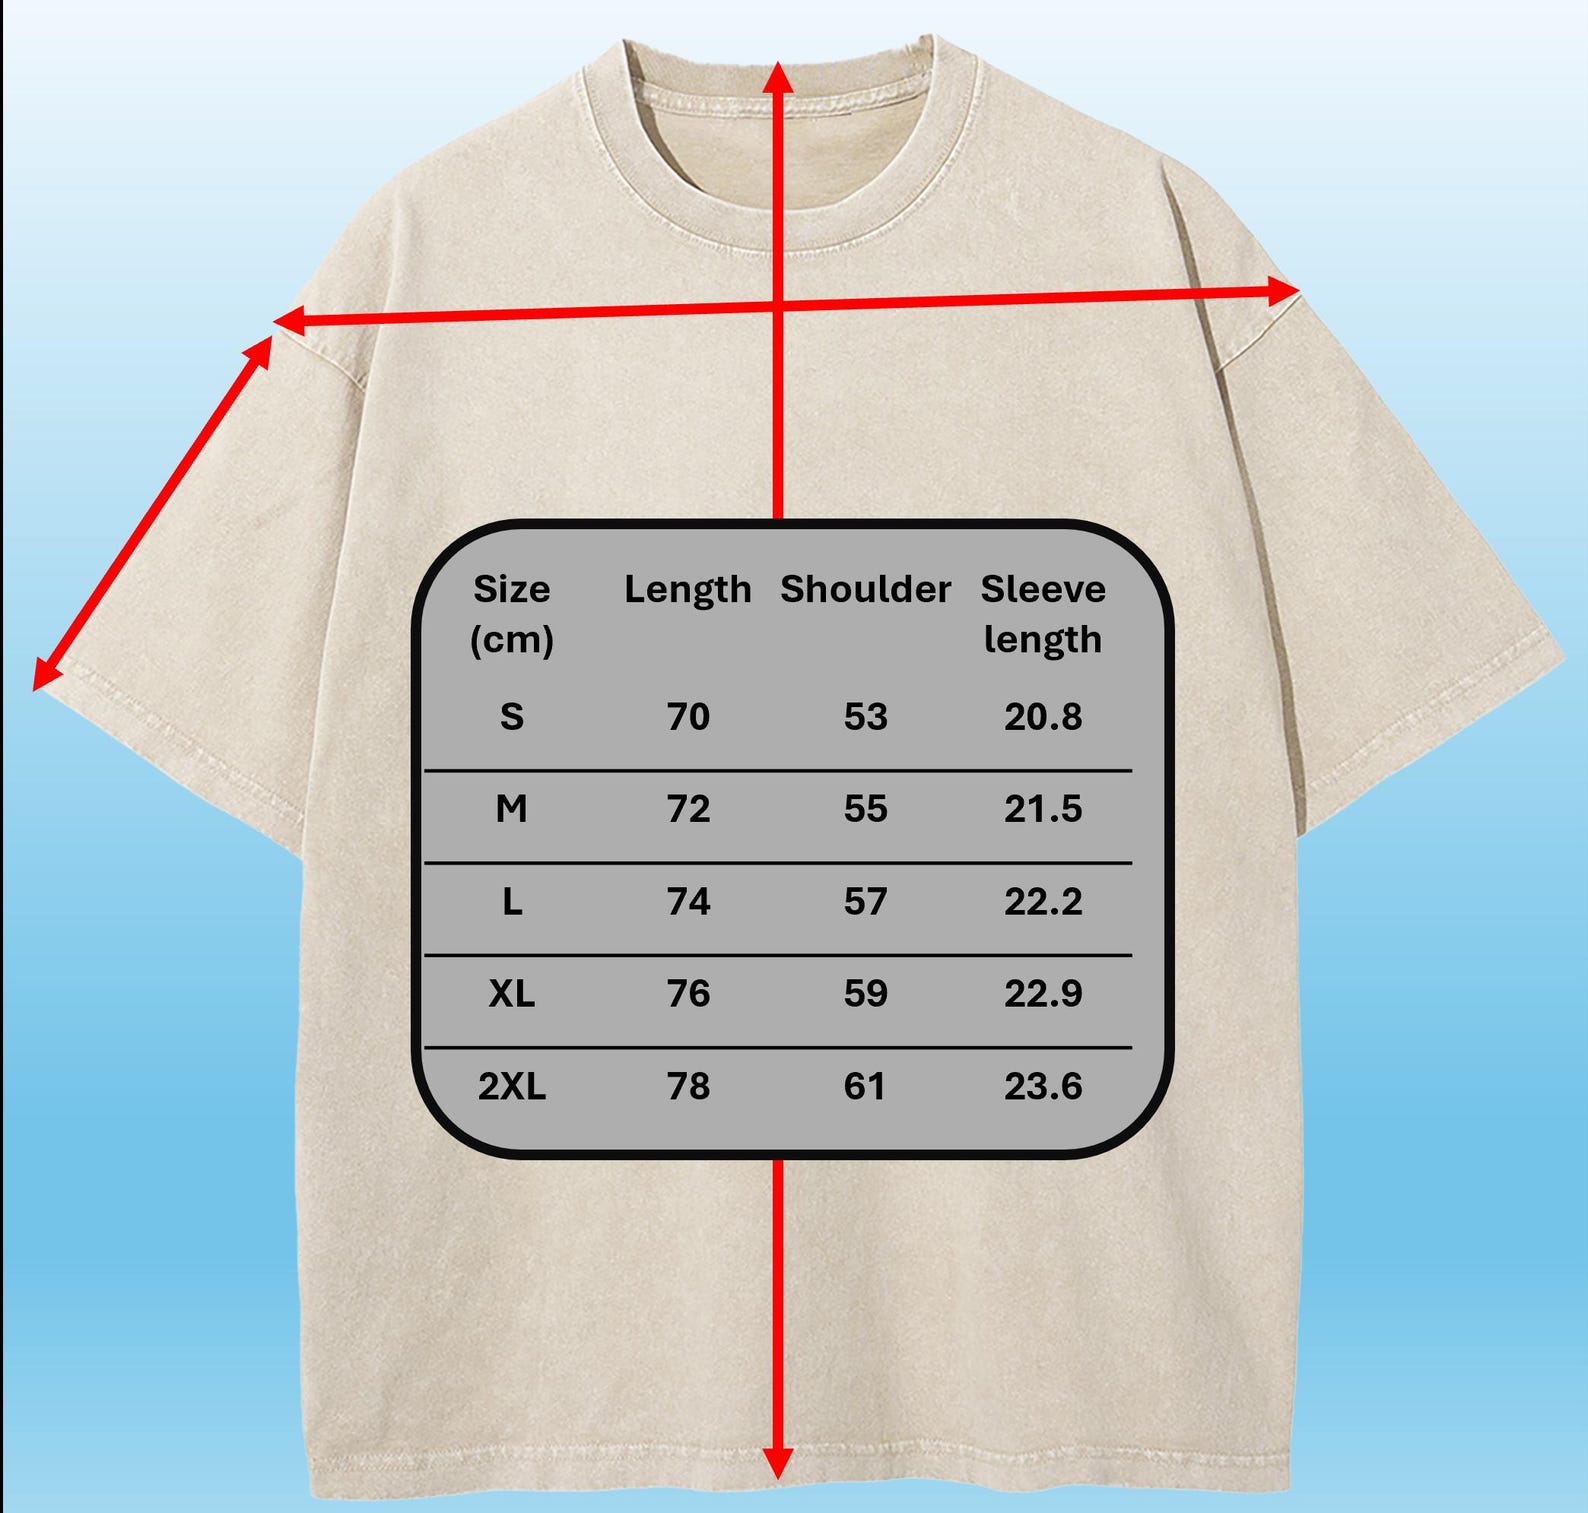 Size Length Shoulder Sleeve
(cm) length
S 70 53 20.8
M 72 55 21.5
L 74 57 22.2
XL 76 59 22.9
2XL 78 61 23.6